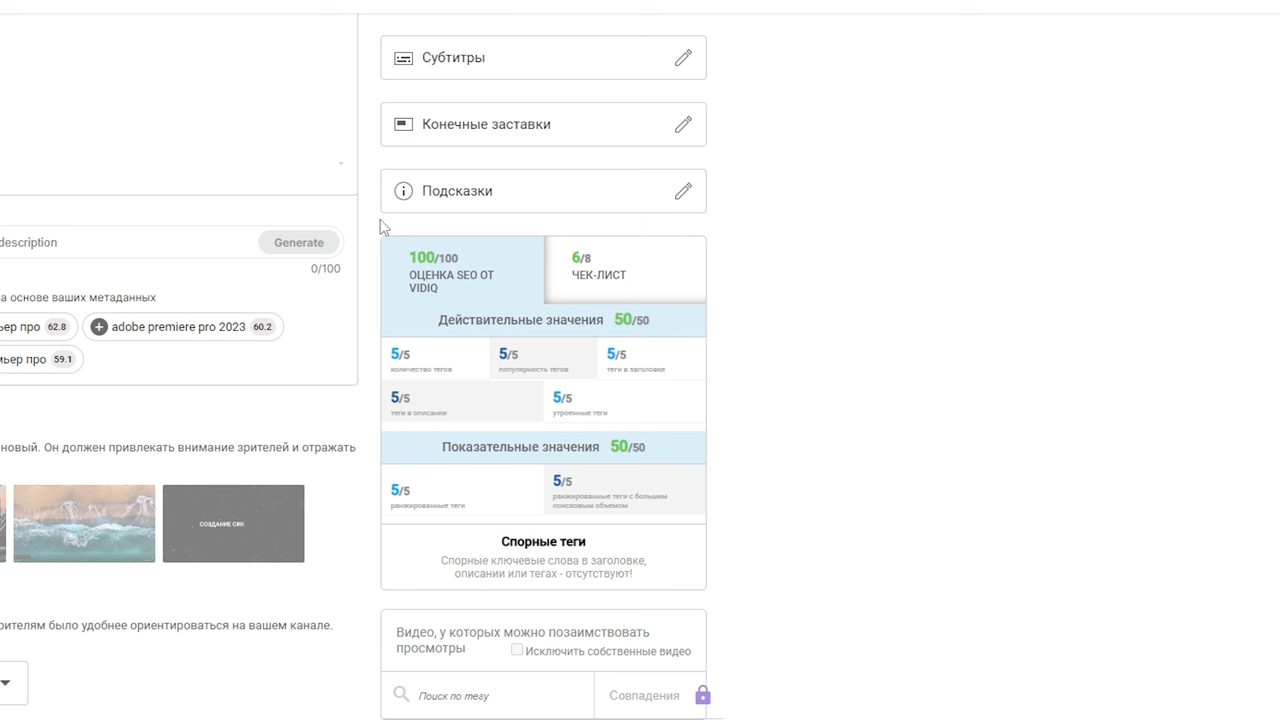 Субтитры
Конечные заставки
Подсказки
description
Generate
0/100
а основе ваших метаданных
ьер про 62.8
adobe premiere pro 2023 60.2
мьер про 59.1
новый. Он должен привлекать внимание зрителей и отражать
СОЗДАНИЕ СИК
рителям было удобнее ориентироваться на вашем канале.
100/100
ОЦЕНКА SEO ОТ
VIDIQ
6/8
ЧЕК-ЛИСТ
Действительные значения 50/50
5/5
количество тегов
5/5
популярность тегов
5/5
теги в заголовке
5/5
теги в описании
5/5
утроенные теги
Показательные значения 50/50
5/5
ранжированные теги
5/5
ранжированные теги с большим
поисковым объемом
Спорные теги
Спорные ключевые слова в заголовке,
описании или тегах - отсутствуют!
Видео, у которых можно позаимствовать
просмотры
Исключить собственные видео
Поиск по тегу
Совпадения